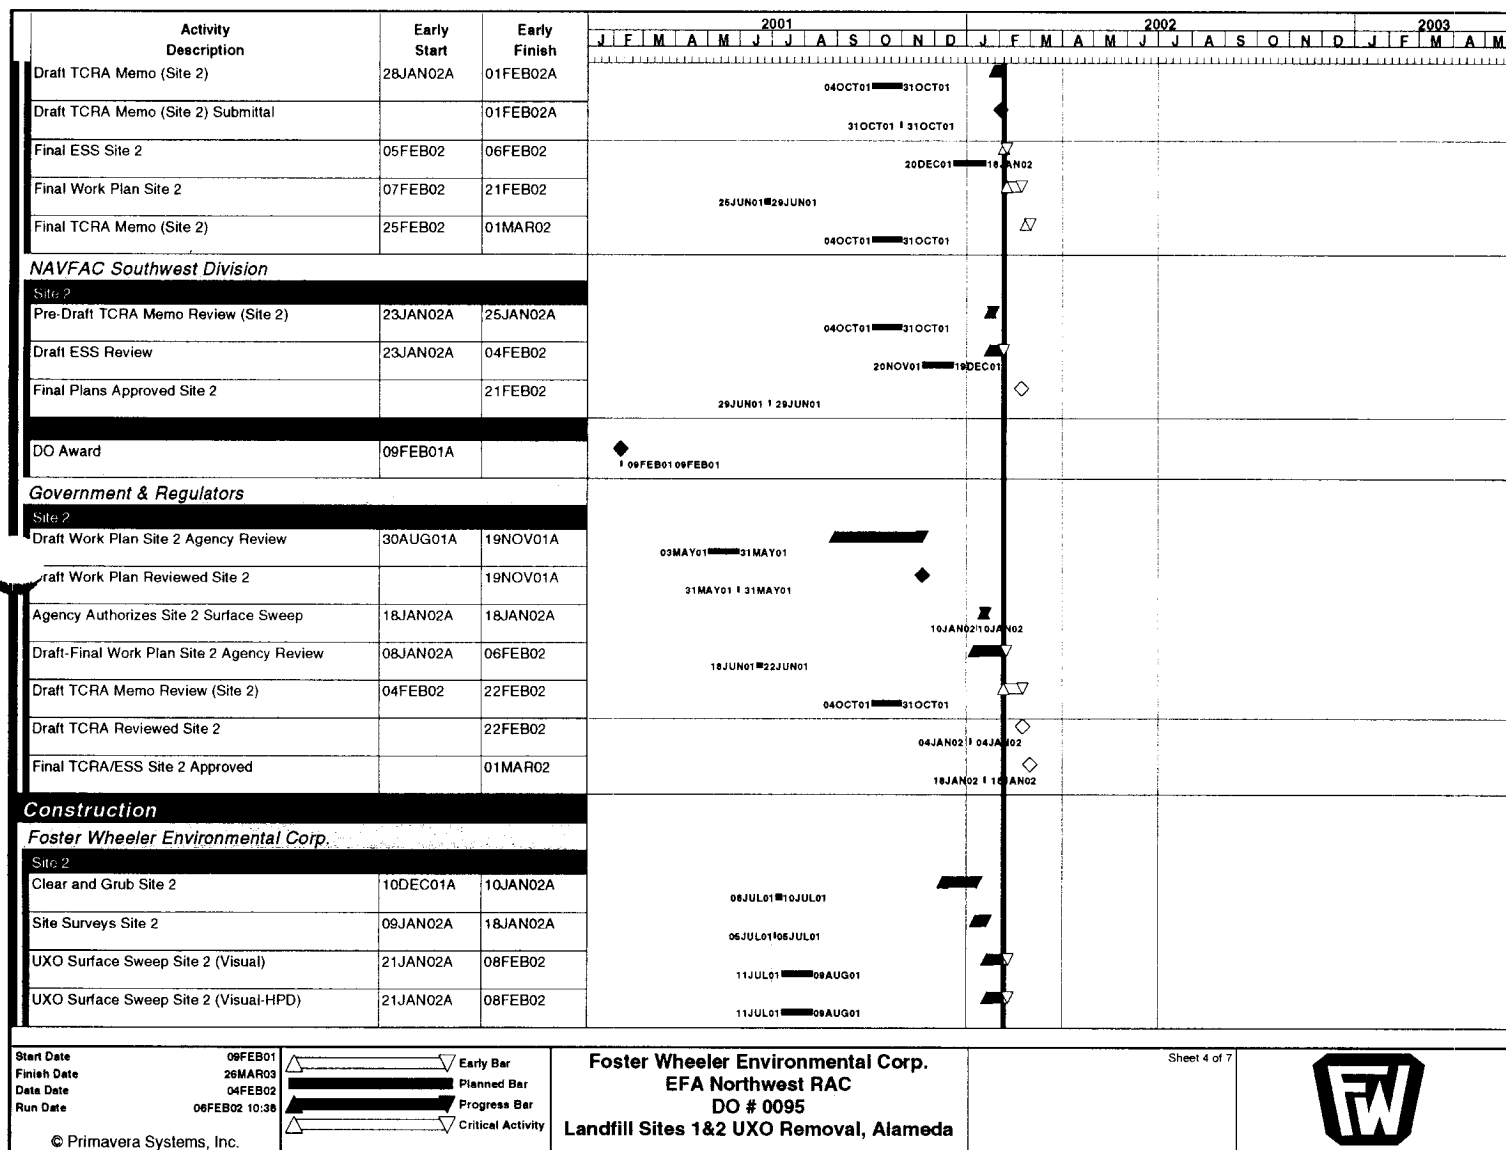 Activity Description Early Start Early Finish
2001 2002 2003
J F M A M J J A S O N D J F M A M J J A S O N D J F M A M
Draft TCRA Memo (Site 2) 28JAN02A 01FEB02A
04OCT01 31OCT01
Draft TCRA Memo (Site 2) Submittal 01FEB02A
31OCT01 31OCT01
Final ESS Site 2 05FEB02 06FEB02
20DEC01 18JAN02
Final Work Plan Site 2 07FEB02 21FEB02
25JUN01 29JUN01
Final TCRA Memo (Site 2) 25FEB02 01MAR02
04OCT01 31OCT01
NAVFAC Southwest Division
Site 2
Pre-Draft TCRA Memo Review (Site 2) 23JAN02A 25JAN02A
04OCT01 31OCT01
Draft ESS Review 23JAN02A 04FEB02
20NOV01 19DEC01
Final Plans Approved Site 2 21FEB02
29JUN01 29JUN01
DO Award 09FEB01A
09FEB01 09FEB01
Government & Regulators
Site 2
Draft Work Plan Site 2 Agency Review 30AUG01A 19NOV01A
03MAY01 31MAY01
raft Work Plan Reviewed Site 2 19NOV01A
31MAY01 31MAY01
Agency Authorizes Site 2 Surface Sweep 18JAN02A 18JAN02A
10JAN02 10JAN02
Draft-Final Work Plan Site 2 Agency Review 08JAN02A 06FEB02
18JUN01 22JUN01
Draft TCRA Memo Review (Site 2) 04FEB02 22FEB02
04OCT01 31OCT01
Draft TCRA Reviewed Site 2 22FEB02
04JAN02 04JAN02
Final TCRA/ESS Site 2 Approved 01MAR02
18JAN02 18JAN02
Construction
Foster Wheeler Environmental Corp.
Site 2
Clear and Grub Site 2 10DEC01A 10JAN02A
06JUL01 10JUL01
Site Surveys Site 2 09JAN02A 18JAN02A
05JUL01 05JUL01
UXO Surface Sweep Site 2 (Visual) 21JAN02A 08FEB02
11JUL01 09AUG01
UXO Surface Sweep Site 2 (Visual-HPD) 21JAN02A 08FEB02
11JUL01 09AUG01
Start Date 09FEB01
Finish Date 26MAR03
Data Date 04FEB02
Run Date 06FEB02 10:38
© Primavera Systems, Inc.
Early Bar
Planned Bar
Progress Bar
Critical Activity
Foster Wheeler Environmental Corp.
EFA Northwest RAC
DO # 0095
Landfill Sites 1&2 UXO Removal, Alameda
Sheet 4 of 7
FW